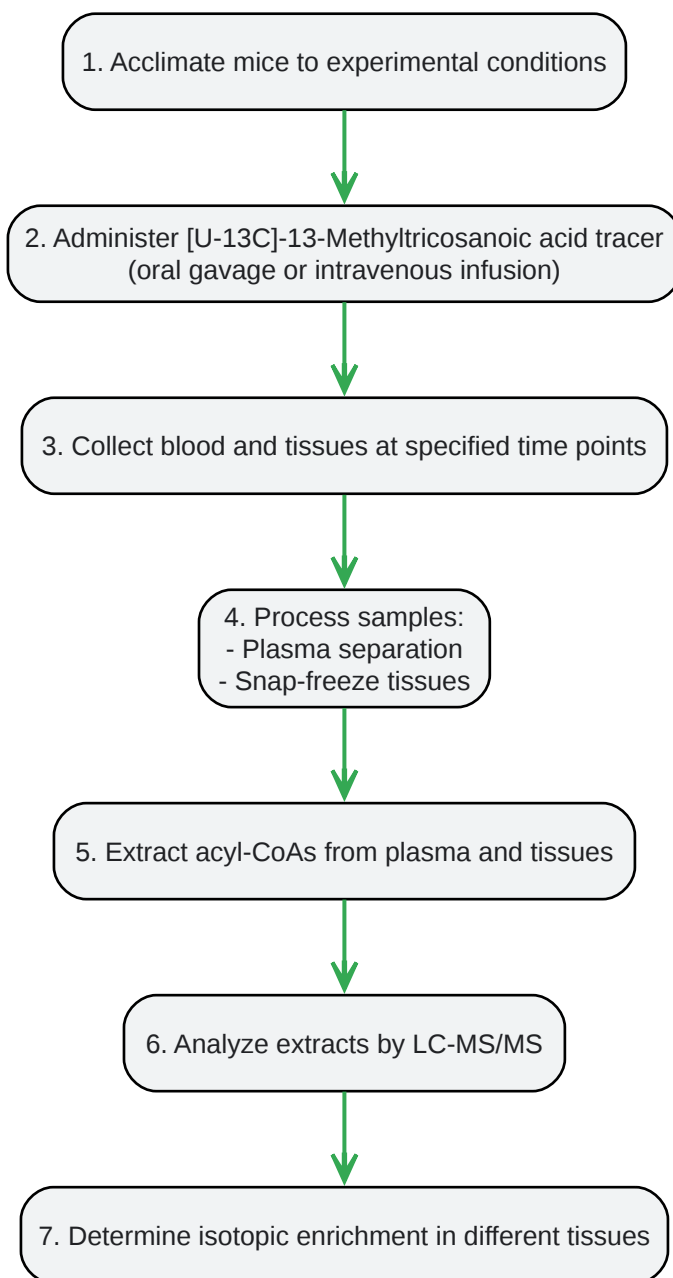 1. Acclimate mice to experimental conditions
2. Administer [U-13C]-13-Methyltricosanoic acid tracer
(oral gavage or intravenous infusion)
3. Collect blood and tissues at specified time points
4. Process samples:
- Plasma separation
- Snap-freeze tissues
5. Extract acyl-CoAs from plasma and tissues
6. Analyze extracts by LC-MS/MS
7. Determine isotopic enrichment in different tissues